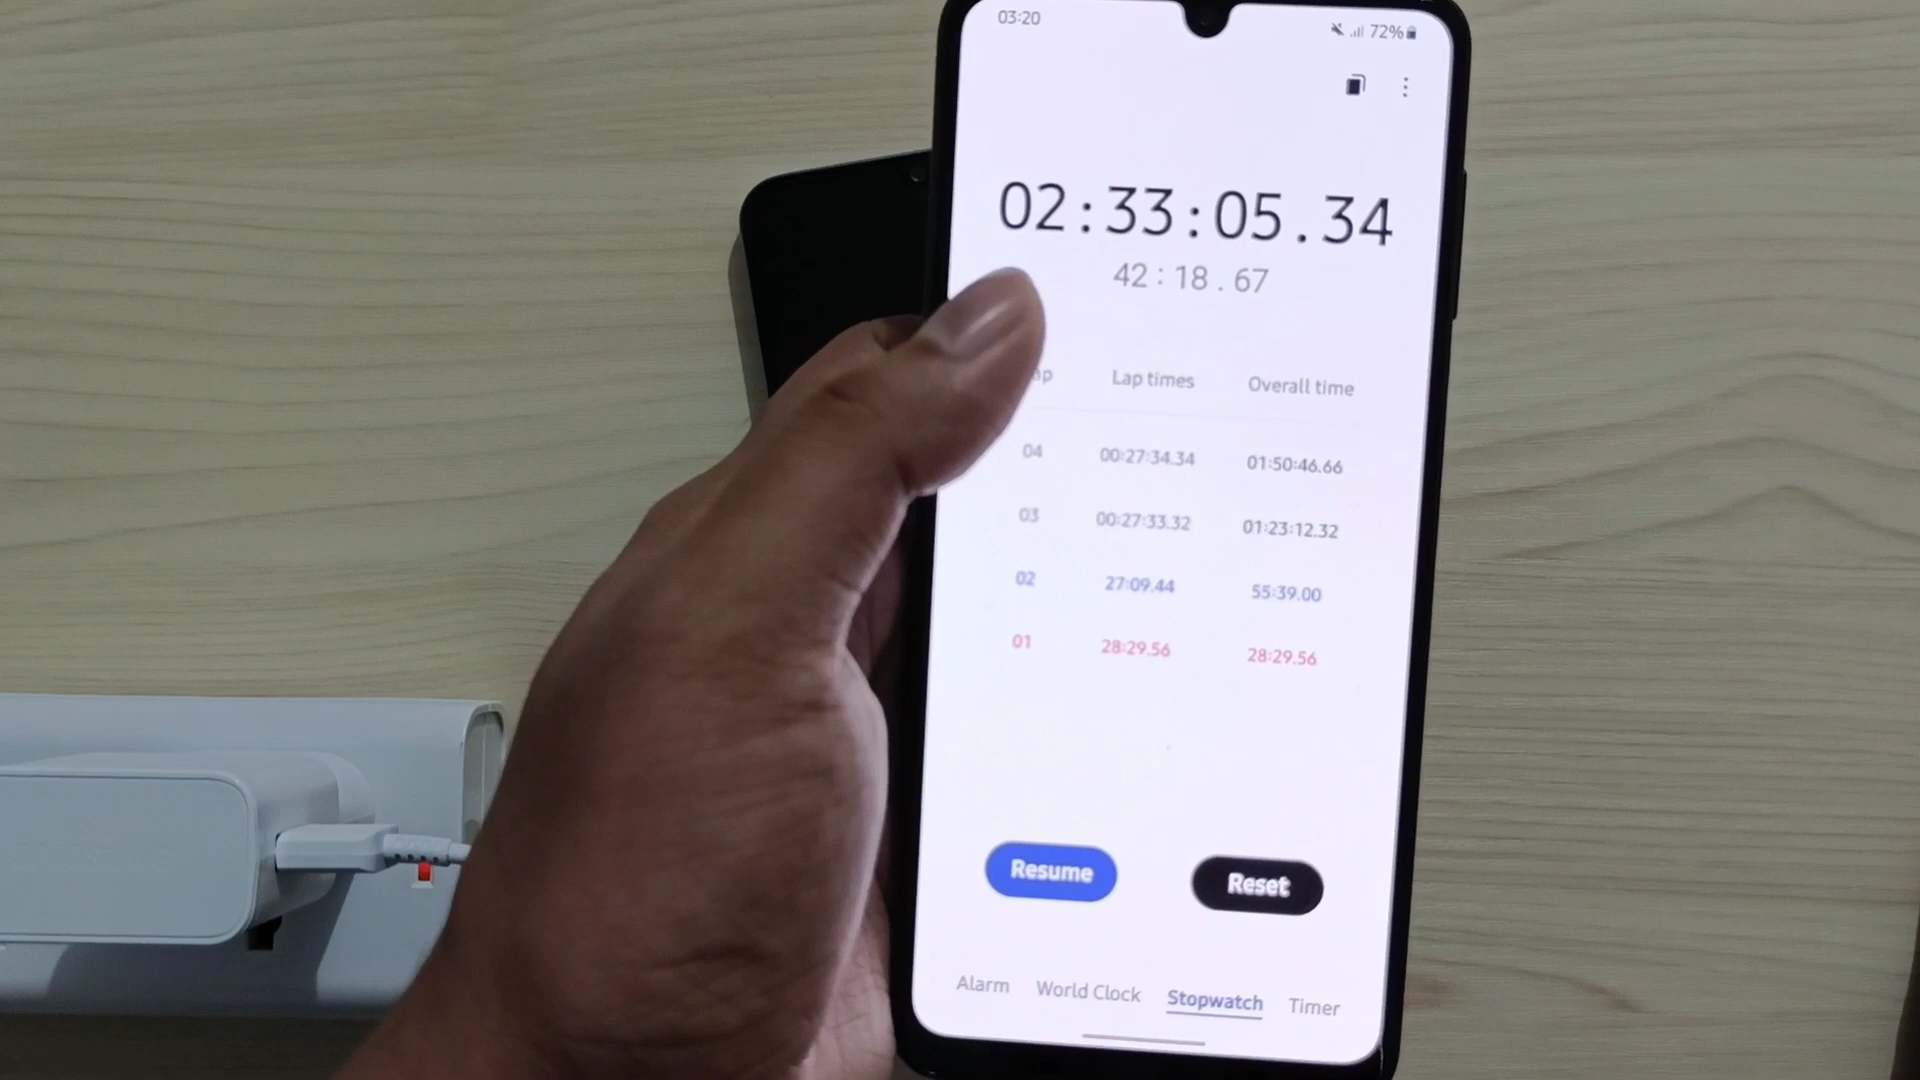 03:20 72%
02:33:05.34
42:18.67
Lap times Overall time
04 00:27:34.34 01:50:46.66
03 00:27:33.32 01:23:12.32
02 27:09.44 55:39.00
01 28:29.56 28:29.56
Resume Reset
Alarm World Clock Stopwatch Timer